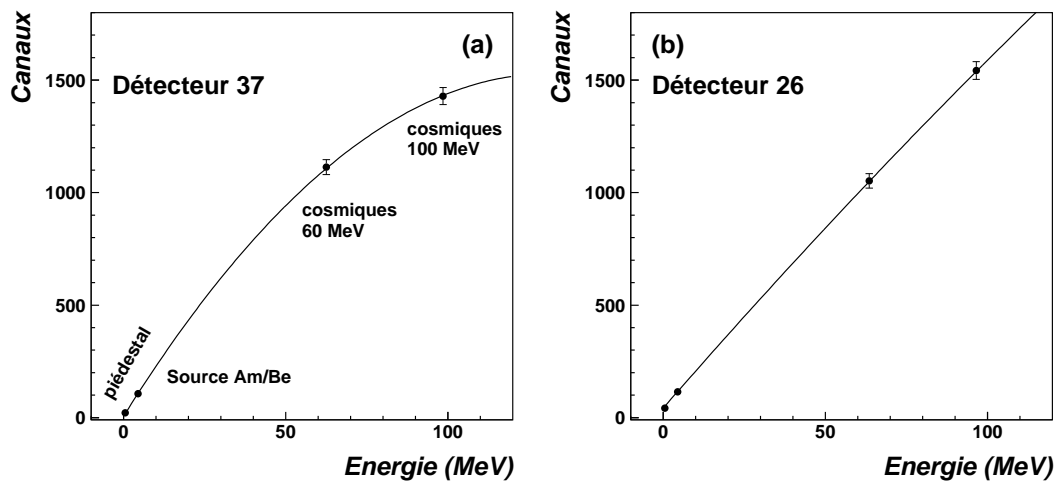 Canaux
(a)
Détecteur 37
1500
1000
500
0
cosmiques
100 MeV
cosmiques
60 MeV
piédestal
Source Am/Be
0 50 100
Energie (MeV)
Canaux
(b)
Détecteur 26
1500
1000
500
0
0 50 100
Energie (MeV)